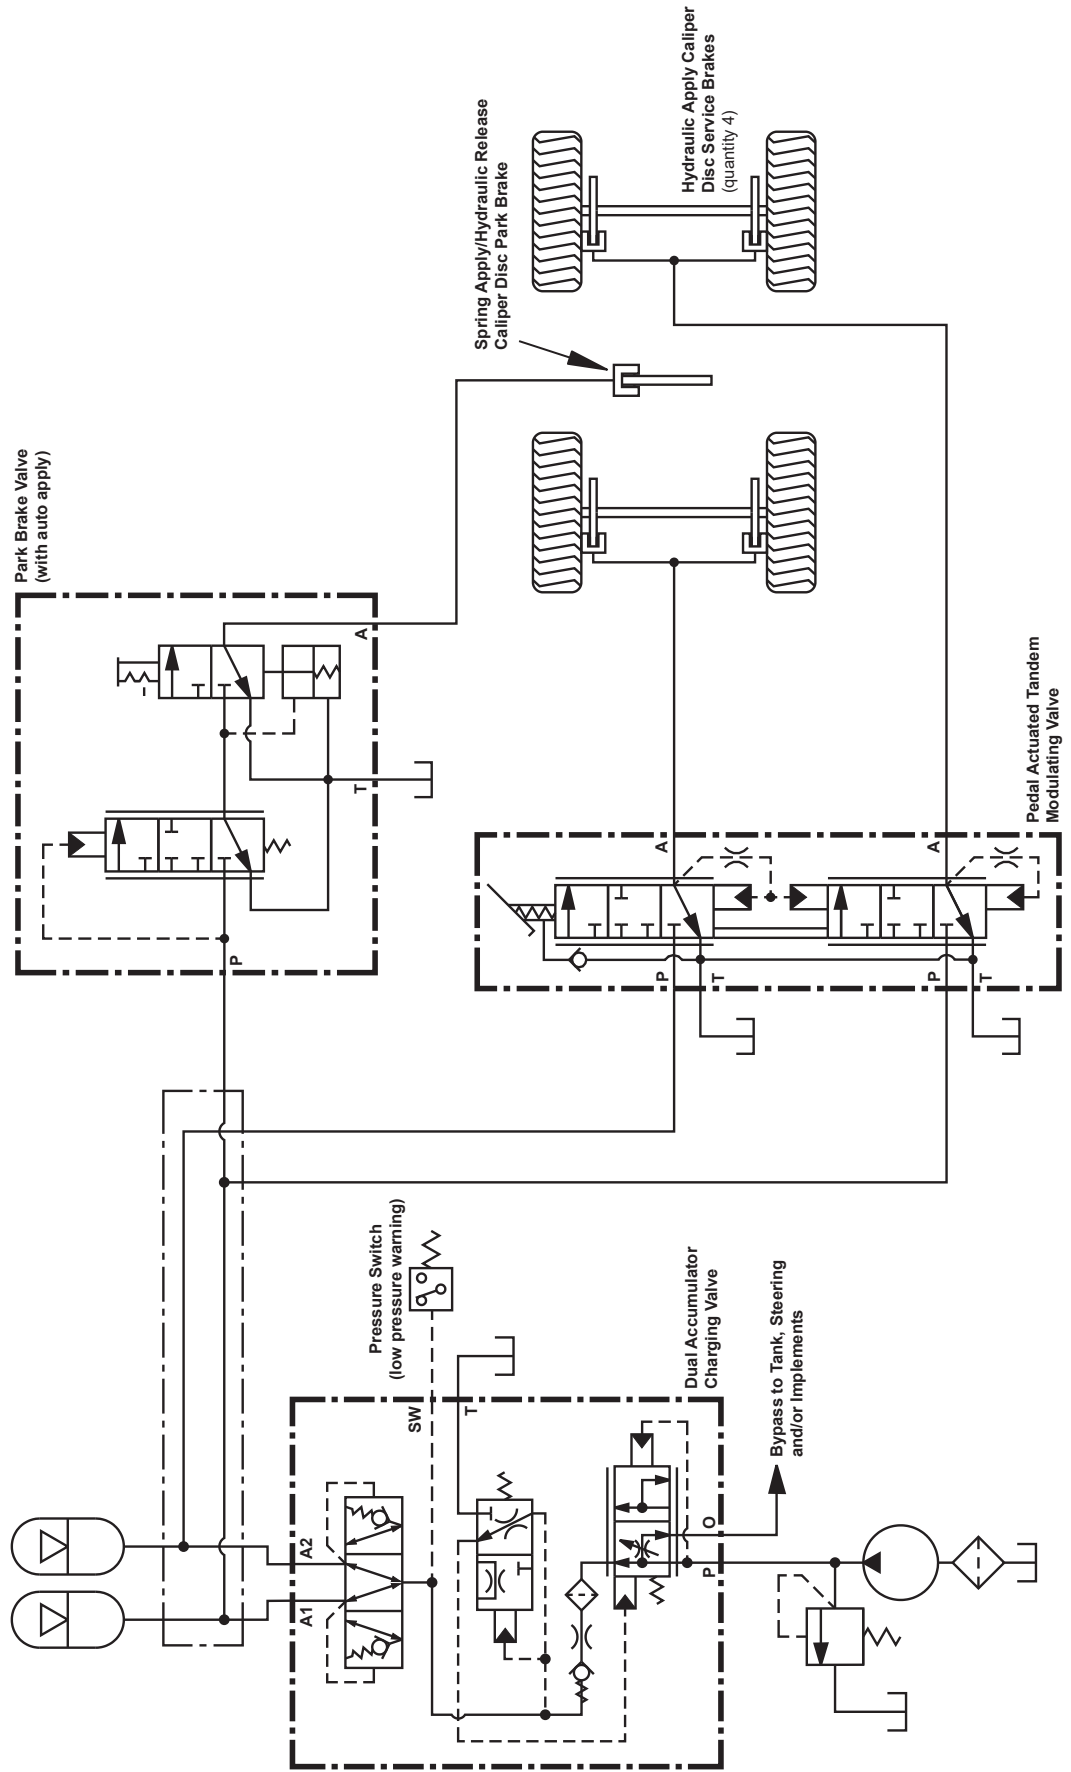 Park Brake Valve
(with auto apply)
Spring Apply/Hydraulic Release
Caliper Disc Park Brake
Hydraulic Apply Caliper
Disc Service Brakes
(quantity 4)
A
T
P
A
A
P
T
P
T
Pedal Actuated Tandem
Modulating Valve
Pressure Switch
(low pressure warning)
A1
A2
SW
T
Dual Accumulator
Charging Valve
O
P
Bypass to Tank, Steering
and/or Implements